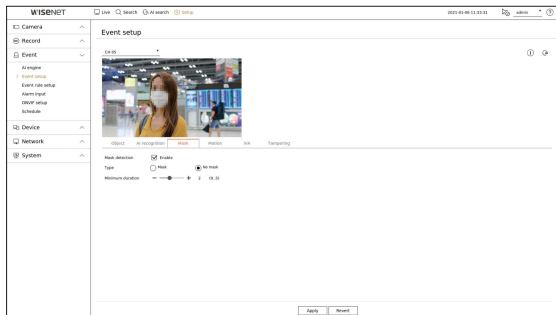 WISENET
Live Search AI search Setup 2021-01-06 11:33:31 admin
Camera
Record
Event
AI engine
Event setup
Event rule setup
Alarm input
ONVIF setup
Schedule
Device
Network
System
Event setup
CH 05
Object AI recognition Mask Motion IVA Tampering
Mask detection Enable
Type Mask No mask
Minimum duration 2
Apply Revert